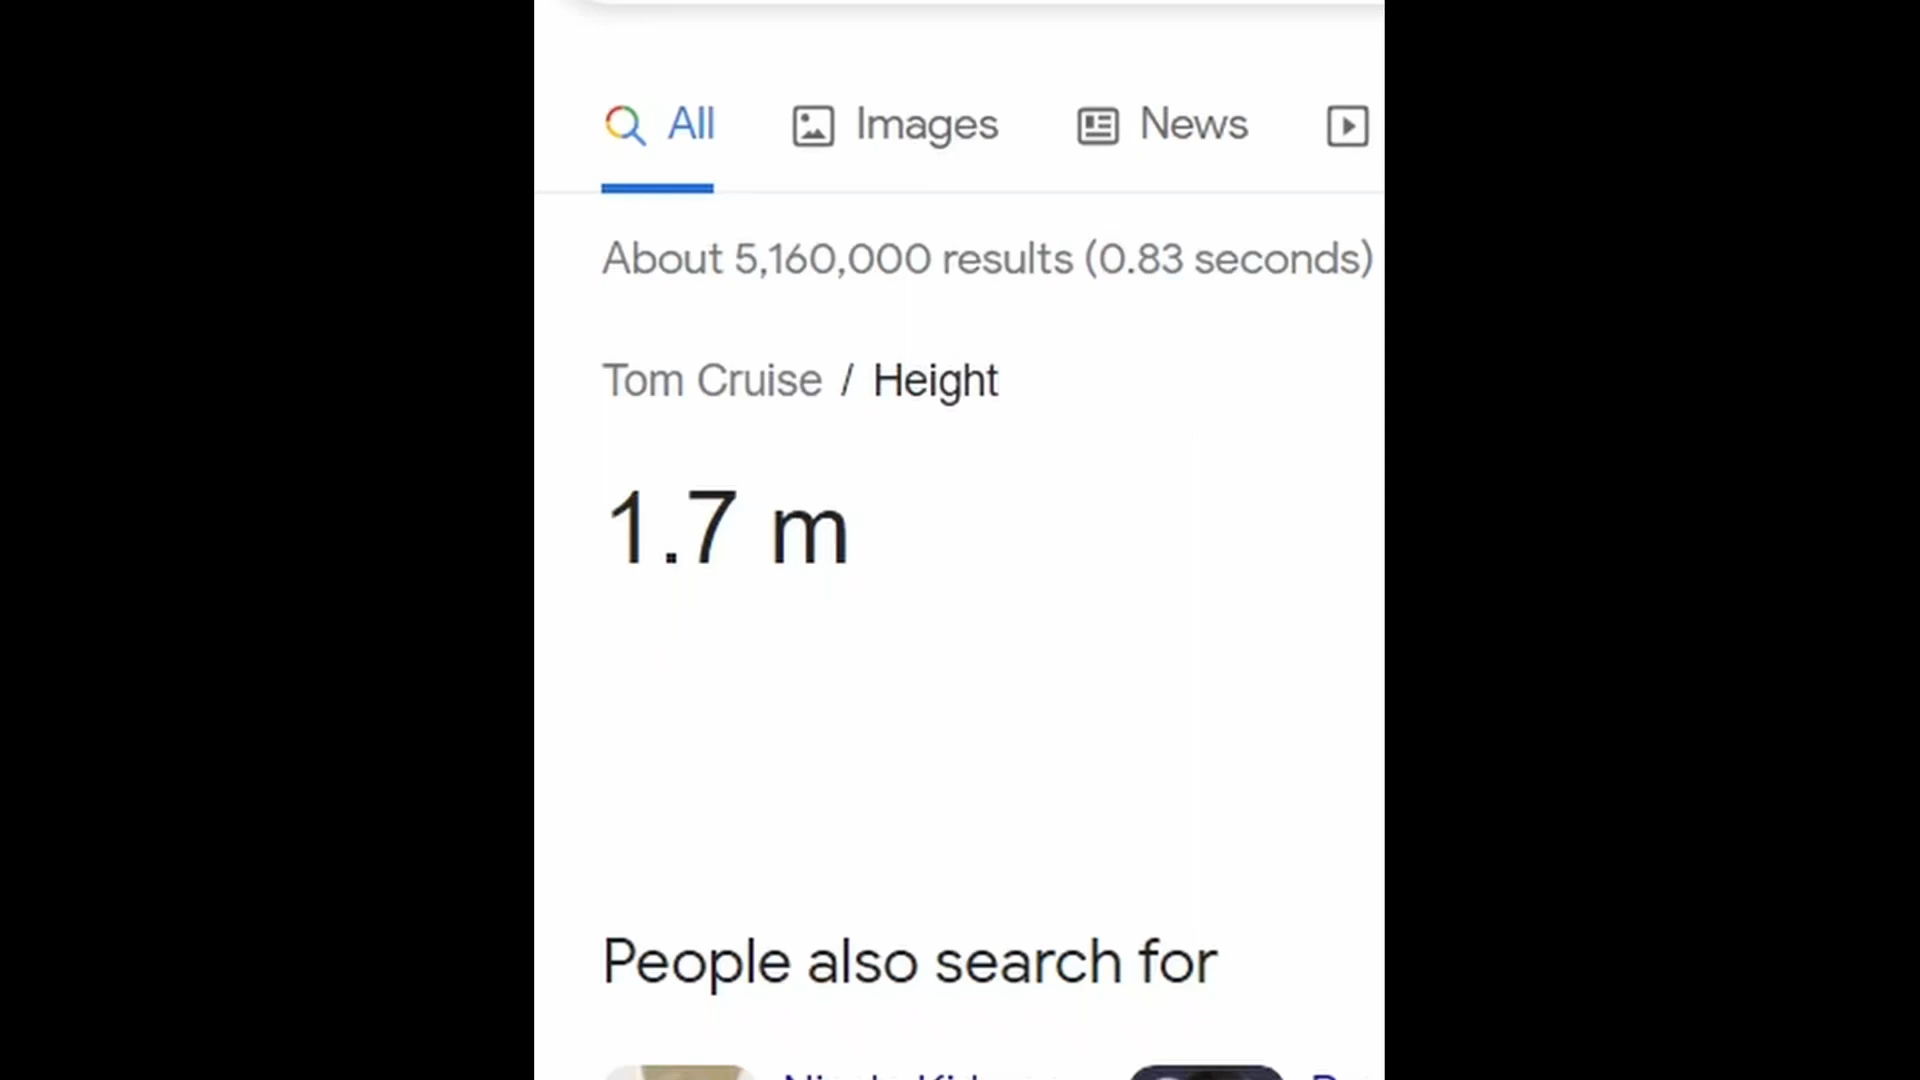 All Images News
About 5,160,000 results (0.83 seconds)
Tom Cruise / Height
1.7 m
People also search for